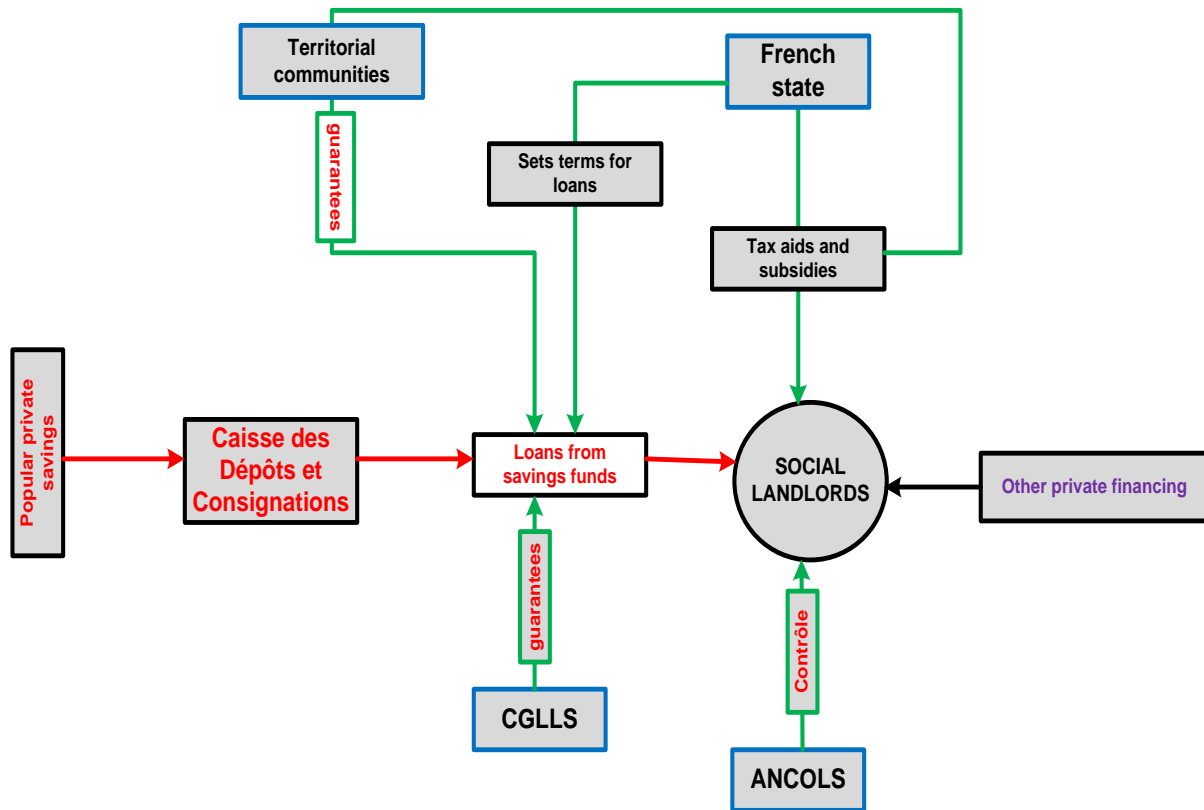 Territorial
communities
French
state
guarantees
Sets terms for
loans
Tax aids and
subsidies
Popular private
savings
Caisse des
Dépôts et
Consignations
Loans from
savings funds
SOCIAL
LANDLORDS
Other private financing
guarantees
Contrôle
CGLLS
ANCOLS